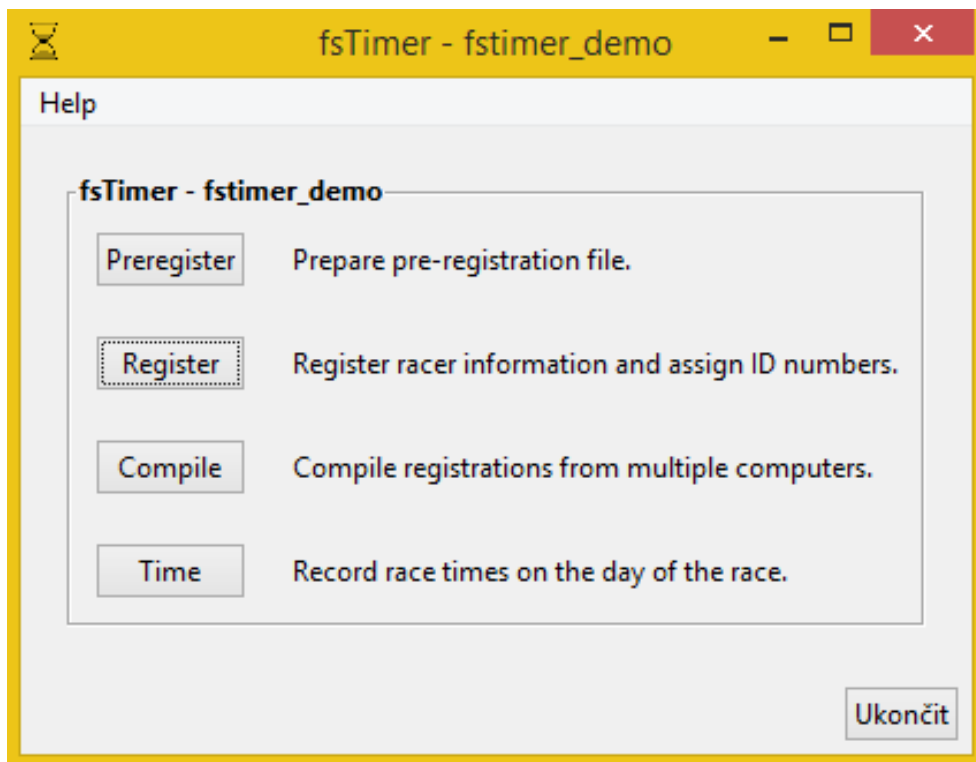 fsTimer - fstimer_demo
Help
fsTimer - fstimer_demo
Preregister Prepare pre-registration file.
Register Register racer information and assign ID numbers.
Compile Compile registrations from multiple computers.
Time Record race times on the day of the race.
Ukončit